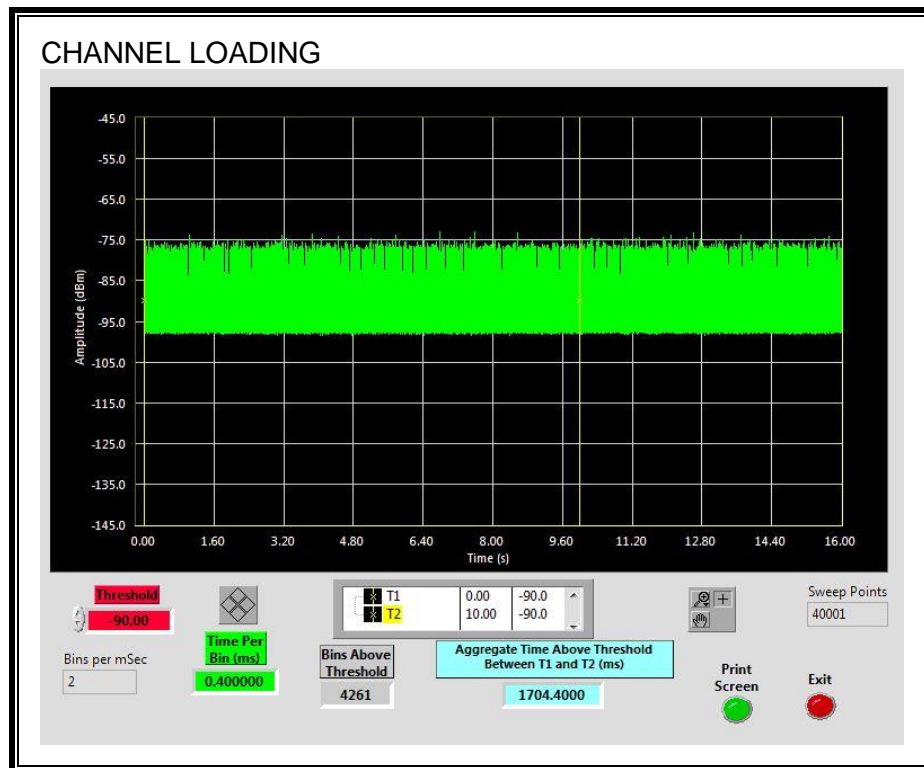 CHANNEL LOADING
-45.0
-55.0
-65.0
-75.0
-85.0
-95.0
-105.0
-115.0
-125.0
-135.0
-145.0
Amplitude (dBm)
0.00 1.60 3.20 4.80 6.40 8.00 9.60 11.20 12.80 14.40 16.00
Time (s)
Threshold
-90.00
Bins per mSec
2
Time Per
Bin (ms)
0.400000
T1 0.00 -90.0
T2 10.00 -90.0
Bins Above
Threshold
4261
Aggregate Time Above Threshold
Between T1 and T2 (ms)
1704.4000
Sweep Points
40001
Print
Screen
Exit